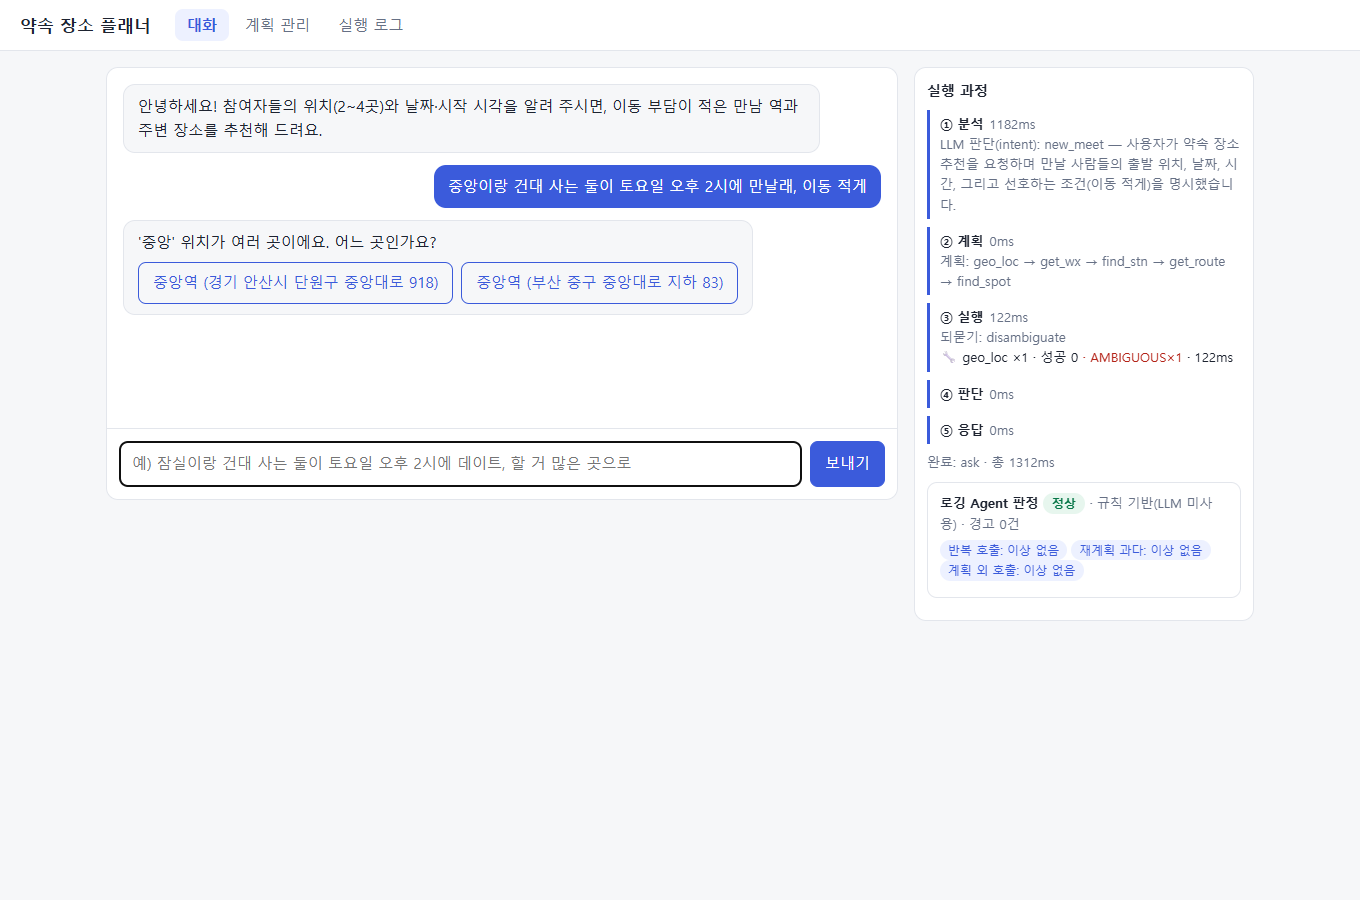 약속 장소 플래너
대화
계획 관리
실행 로그
안녕하세요! 참여자들의 위치(2~4곳)와 날짜·시작 시각을 알려 주시면, 이동 부담이 적은 만남 역과
주변 장소를 추천해 드려요.
중앙이랑 건대 사는 둘이 토요일 오후 2시에 만날래, 이동 적게
'중앙' 위치가 여러 곳이에요. 어느 곳인가요?
중앙역 (경기 안산시 단원구 중앙대로 918)
중앙역 (부산 중구 중앙대로 지하 83)
예) 잠실이랑 건대 사는 둘이 토요일 오후 2시에 데이트, 할 거 많은 곳으로
보내기
실행 과정
① 분석 1182ms
LLM 판단(intent): new_meet — 사용자가 약속 장소
추천을 요청하며 만날 사람들의 출발 위치, 날짜, 시
간, 그리고 선호하는 조건(이동 적게)을 명시했습니
다.
② 계획 0ms
계획: geo_loc → get_wx → find_stn → get_route
→ find_spot
③ 실행 122ms
되묻기: disambiguate
geo_loc ×1 · 성공 0 · AMBIGUOUS×1 · 122ms
④ 판단 0ms
⑤ 응답 0ms
완료: ask · 총 1312ms
로깅 Agent 판정 정상 · 규칙 기반(LLM 미사
용) · 경고 0건
반복 호출: 이상 없음 재계획 과다: 이상 없음
계획 외 호출: 이상 없음